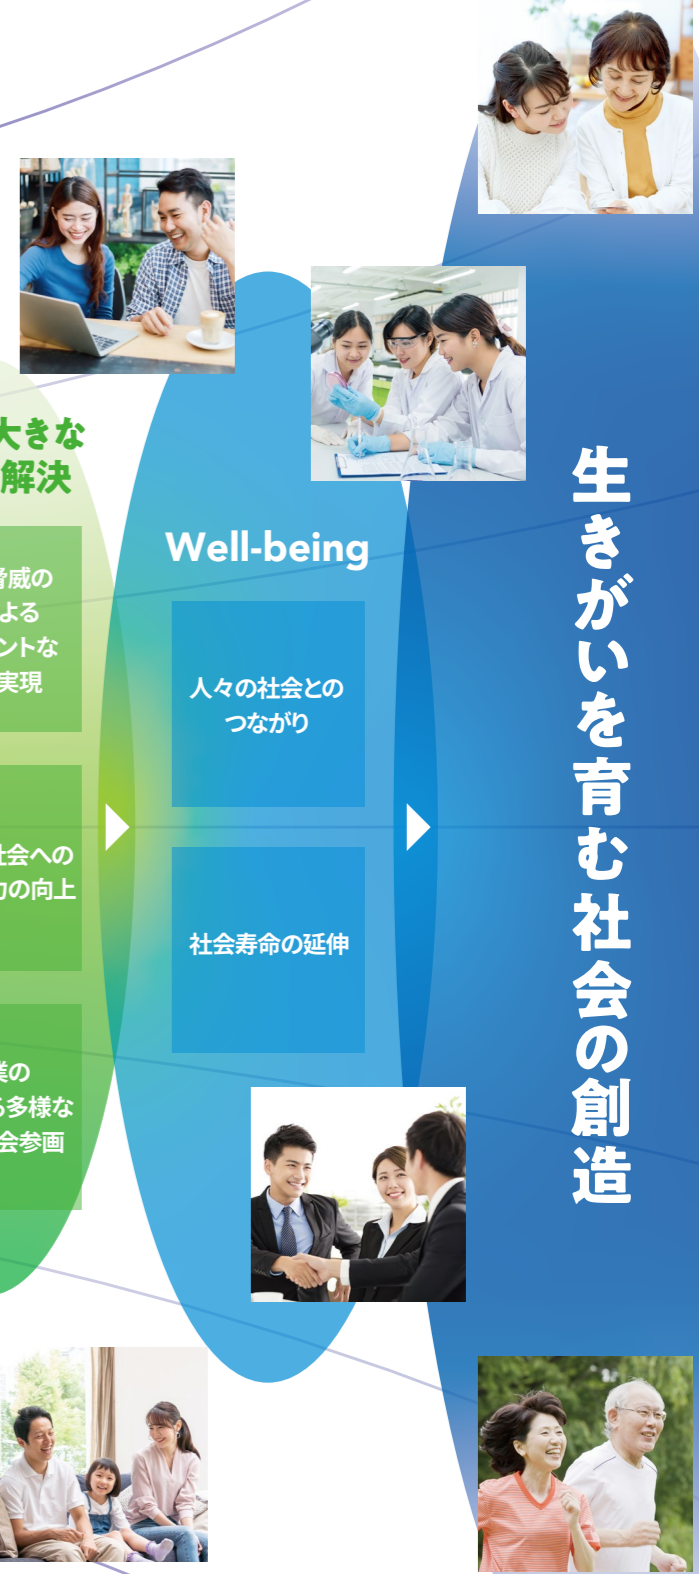 大きな
解決
脅威の
よる
ントな
実現
社会への
力の向上
業の
る多様な
会参画
Well-being
人々の社会との
つながり
社会寿命の延伸
生きがいを育む社会の創造